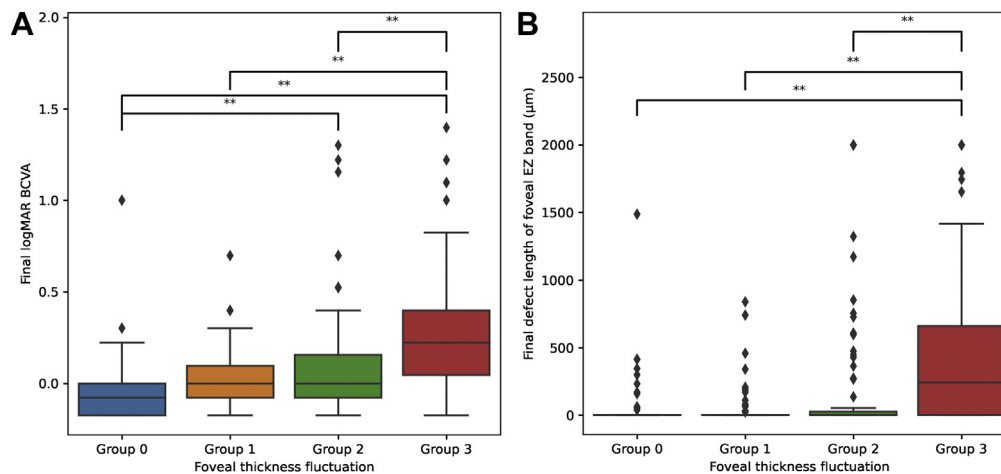 A
B
2.0
1.5
1.0
0.5
0.0
Final logMAR BCVA
**
**
**
**
Group 0 Group 1 Group 2 Group 3
Foveal thickness fluctuation
2500
2000
1500
1000
500
0
Final defect length of foveal EZ band (μm)
**
**
**
Group 0 Group 1 Group 2 Group 3
Foveal thickness fluctuation